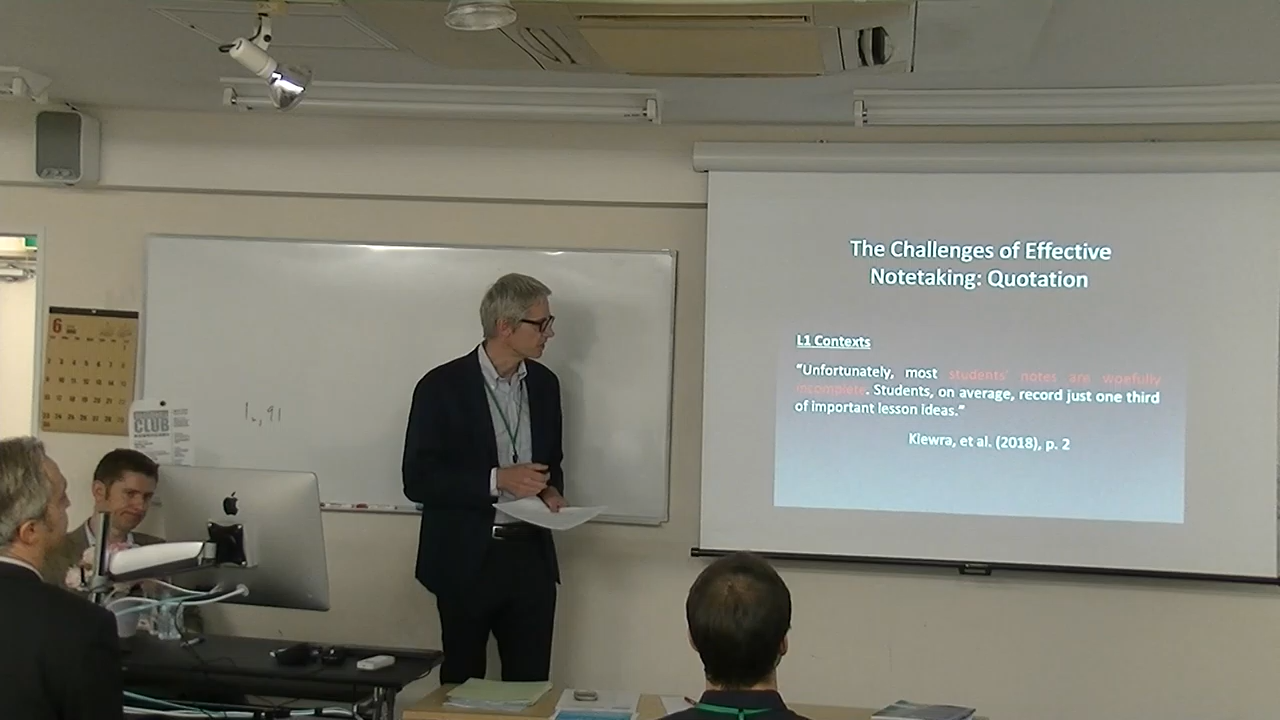 The Challenges of Effective
Notetaking: Quotation
L1 Contexts
“Unfortunately, most students’ notes are woefully
incomplete. Students, on average, record just one third
of important lesson ideas.”
Kiewra, et al. (2018), p. 2
6
CLUB